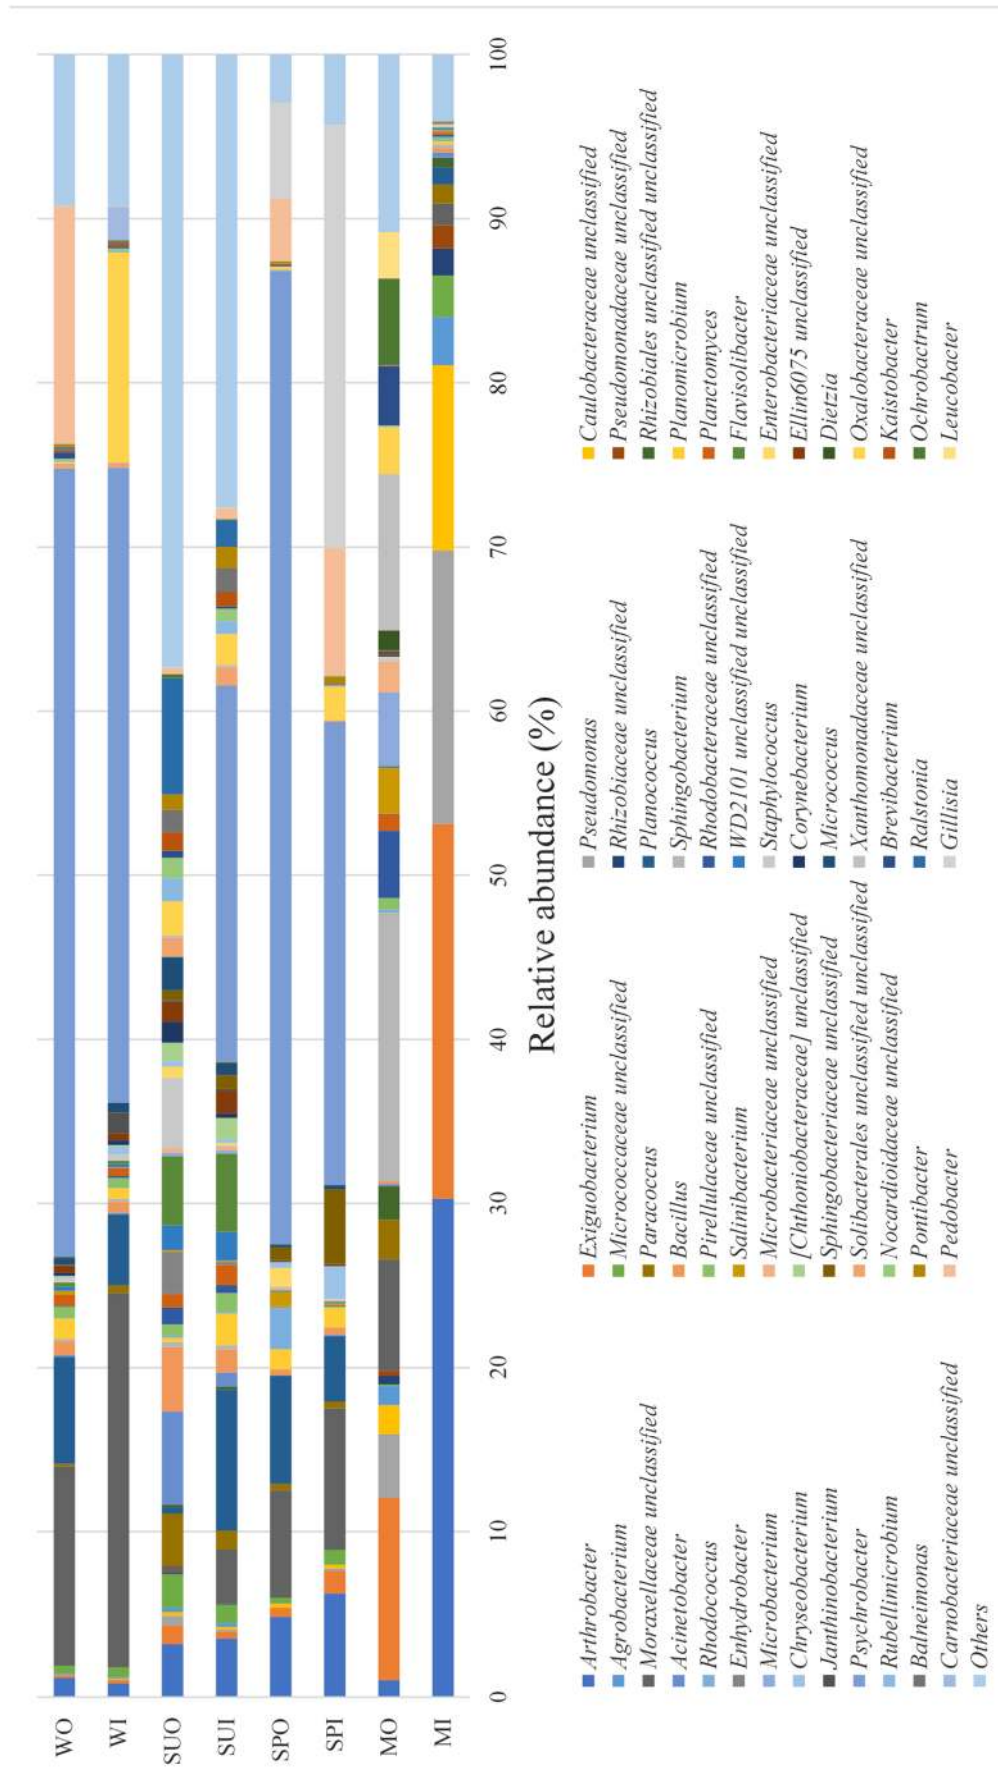 WO
WI
SUO
SUI
SPO
SPI
MO
MI
0 10 20 30 40 50 60 70 80 90 100
Relative abundance (%)
Arthrobacter Exiguobacterium Pseudomonas Caulobacteraceae unclassified
Agrobacterium Micrococcaceae unclassified Rhizobiaceae unclassified Pseudomonadaceae unclassified
Moraxellaceae unclassified Paracoccus Planococcus Rhizobiales unclassified unclassified
Acinetobacter Bacillus Sphingobacterium Planomicrobium
Rhodococcus Pirellulaceae unclassified Rhodobacteraceae unclassified Planctomyces
Enhydrobacter Salinibacterium WD2101 unclassified unclassified Flavisolibacter
Microbacterium Microbacteriaceae unclassified Staphylococcus Enterobacteriaceae unclassified
Chryseobacterium [Chthoniobacteraceae] unclassified Corynebacterium Ellin6075 unclassified
Janthinobacterium Sphingobacteriaceae unclassified Micrococcus Dietzia
Psychrobacter Solibacterales unclassified unclassified Xanthomonadaceae unclassified Oxalobacteraceae unclassified
Rubellimicrobium Nocardioidaceae unclassified Brevibacterium Kaistobacter
Balneimonas Pontibacter Ralstonia Ochrobactrum
Carnobacteriaceae unclassified Pedobacter Gillisia Leucobacter
Others